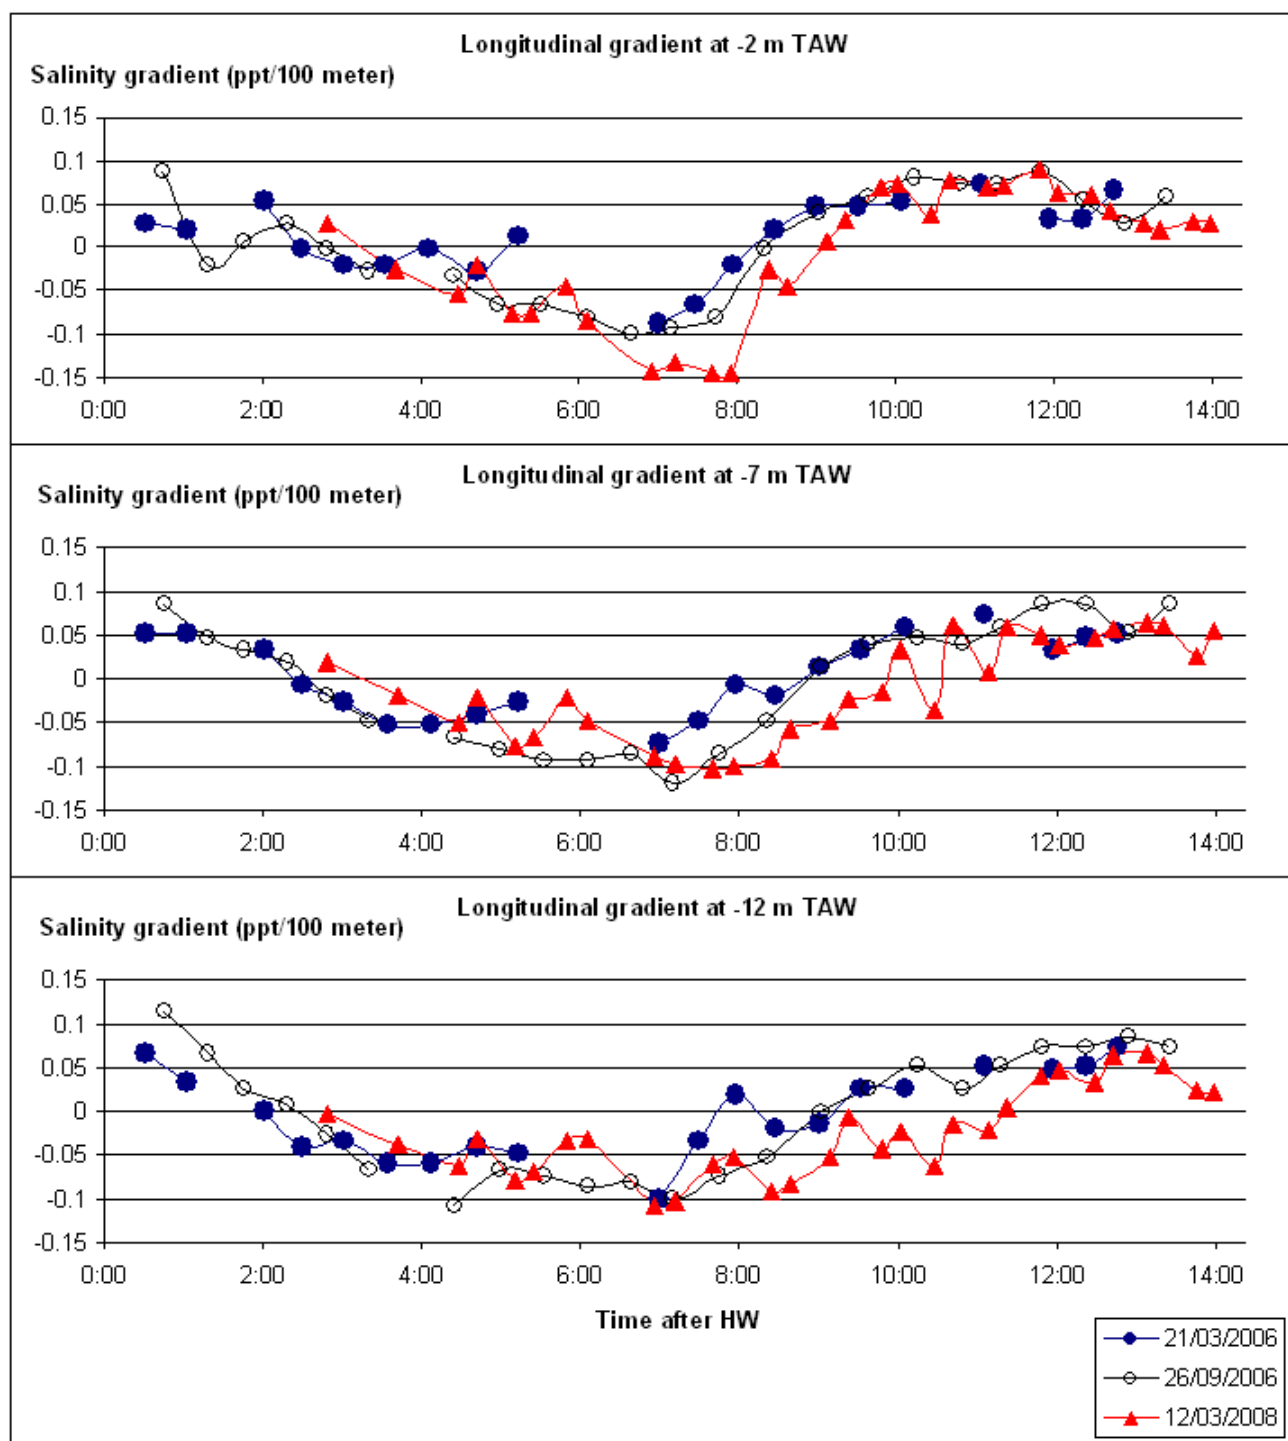 Longitudinal gradient at -2 m TAW
Salinity gradient (ppt/100 meter)
0.15
0.1
0.05
0
-0.05
-0.1
-0.15
0:00 2:00 4:00 6:00 8:00 10:00 12:00 14:00
Longitudinal gradient at -7 m TAW
Salinity gradient (ppt/100 meter)
0.15
0.1
0.05
0
-0.05
-0.1
-0.15
0:00 2:00 4:00 6:00 8:00 10:00 12:00 14:00
Longitudinal gradient at -12 m TAW
Salinity gradient (ppt/100 meter)
0.15
0.1
0.05
0
-0.05
-0.1
-0.15
0:00 2:00 4:00 6:00 8:00 10:00 12:00 14:00
Time after HW
21/03/2006
26/09/2006
12/03/2008